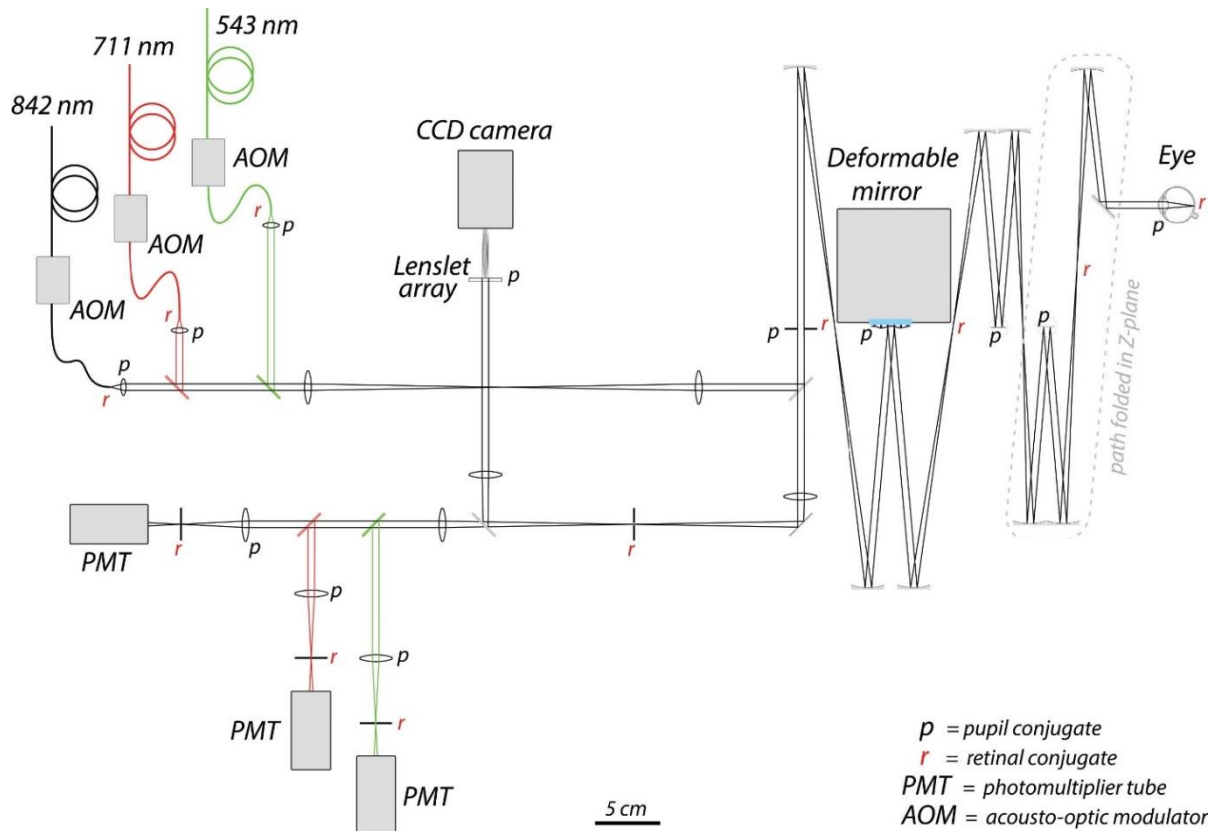 543 nm
711 nm
842 nm
AOM
AOM
AOM
r
p
r
p
p
r
CCD camera
Lenslet
array
p
Deformable
mirror
p
r
p
r
p
p
Eye
r
p
r
path folded in Z-plane
PMT
r
p
r
p
r
PMT
p
r
PMT
5 cm
p = pupil conjugate
r = retinal conjugate
PMT = photomultiplier tube
AOM = acousto-optic modulator